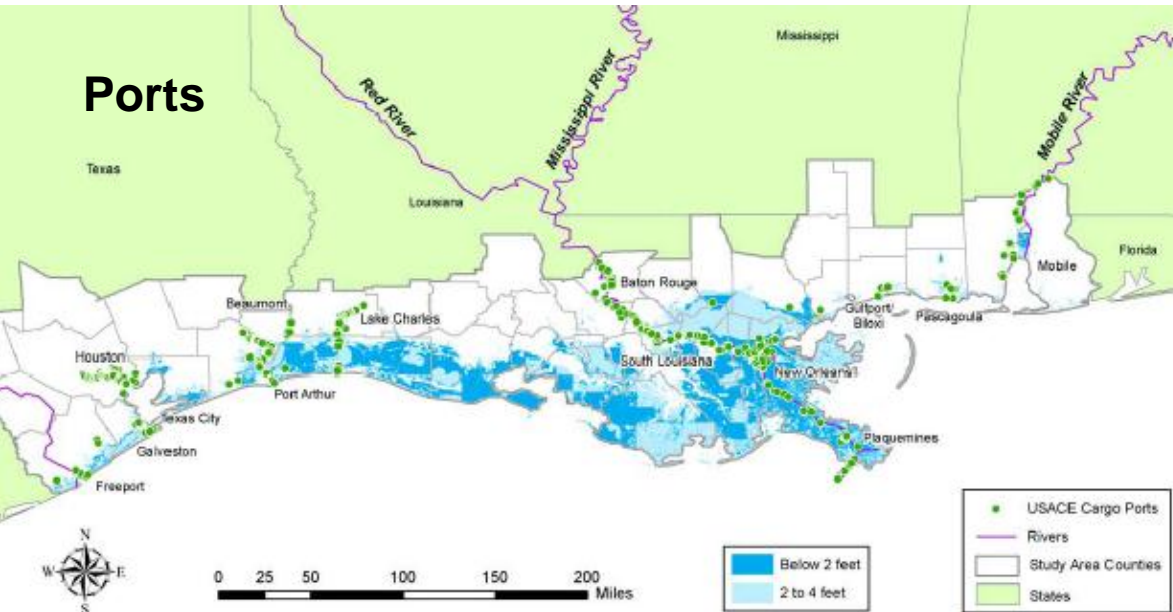 Ports
Mississippi
Red River
Mississippi River
Mobile River
Texas
Louisiana
Florida
Mobile
Baton Rouge
Beaumont
Lake Charles
Gulfport/
Biloxi
Pascagoula
Houston
South Louisiana
New Orleans
Port Arthur
Texas City
Galveston
Plaquemines
Freeport
N
W
E
S
0 25 50 100 150 200
Miles
Below 2 feet
2 to 4 feet
USACE Cargo Ports
Rivers
Study Area Counties
States